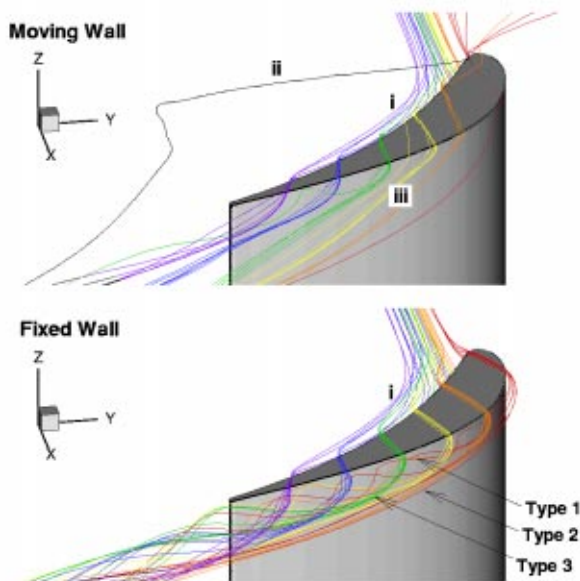 Moving Wall
Z
Y
X
ii
i
iii
Fixed Wall
Z
Y
X
i
Type 1
Type 2
Type 3